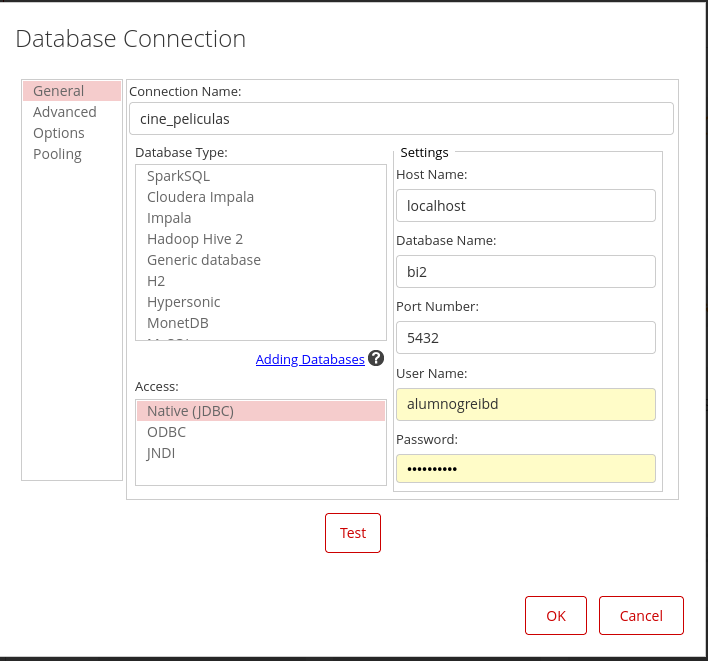 Database Connection
General
Advanced
Options
Pooling
Connection Name:
cine_peliculas
Database Type:
SparkSQL
Cloudera Impala
Impala
Hadoop Hive 2
Generic database
H2
Hypersonic
MonetDB
Adding Databases ?
Access:
Native (JDBC)
ODBC
JNDI
Settings
Host Name:
localhost
Database Name:
bi2
Port Number:
5432
User Name:
alumnogreibd
Password:
••••••••••
Test
OK
Cancel